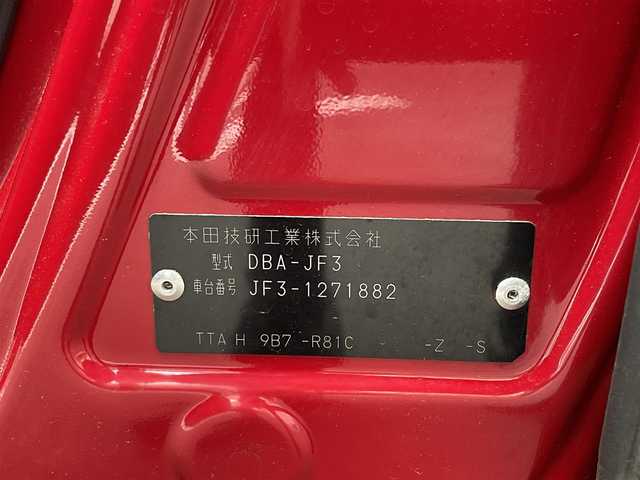 本田技研工業株式会社
型式 DBA-JF3
車台番号 JF3-1271882
- -
TTA H 9B7 -R81C - -Z -S